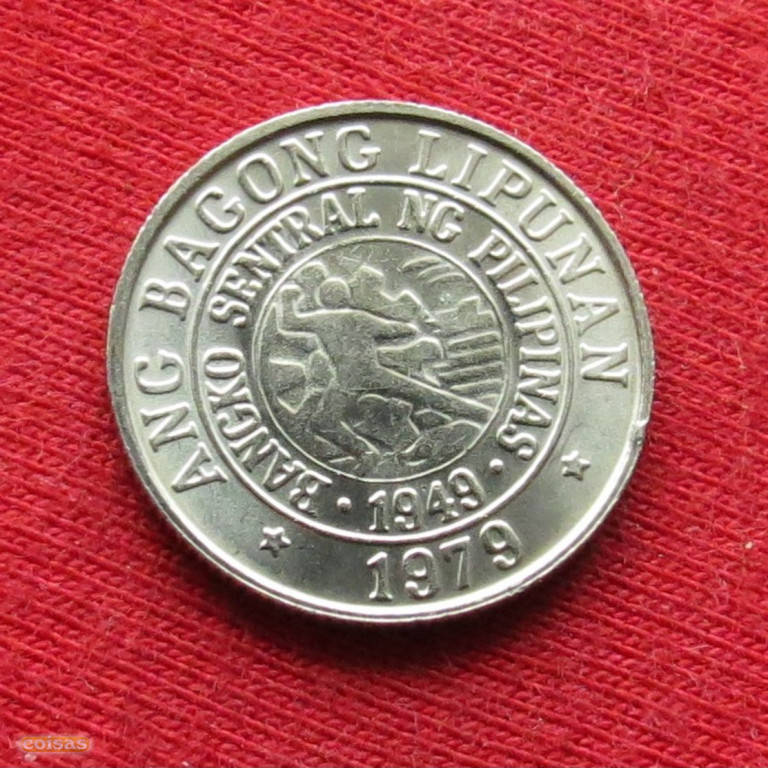 ANG BAGONG LIPUNAN
BANGKO SENTRAL NG PILIPINAS
· 1949 ·
1979
coisas